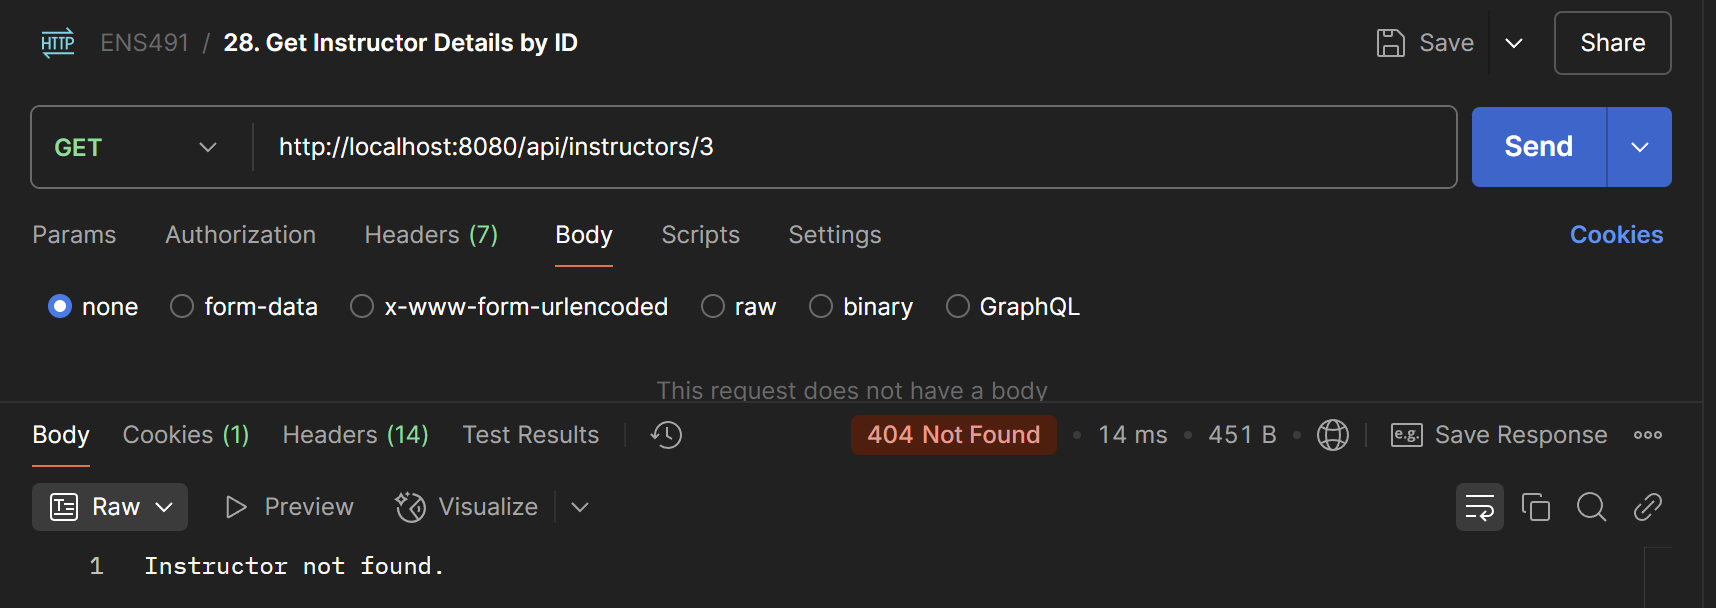 HTTP ENS491 / 28. Get Instructor Details by ID Save Share
GET http://localhost:8080/api/instructors/3 Send
Params Authorization Headers (7) Body Scripts Settings Cookies
none form-data x-www-form-urlencoded raw binary GraphQL
This request does not have a body
Body Cookies (1) Headers (14) Test Results 404 Not Found • 14 ms • 451 B • e.g. Save Response
Raw Preview Visualize
1 Instructor not found.